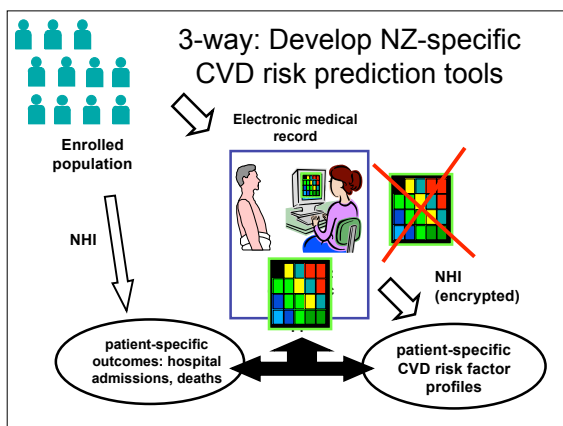 3-way: Develop NZ-specific
CVD risk prediction tools
Electronic medical
record
Enrolled
population
NHI
NHI
(encrypted)
patient-specific
outcomes: hospital
admissions, deaths
patient-specific
CVD risk factor
profiles